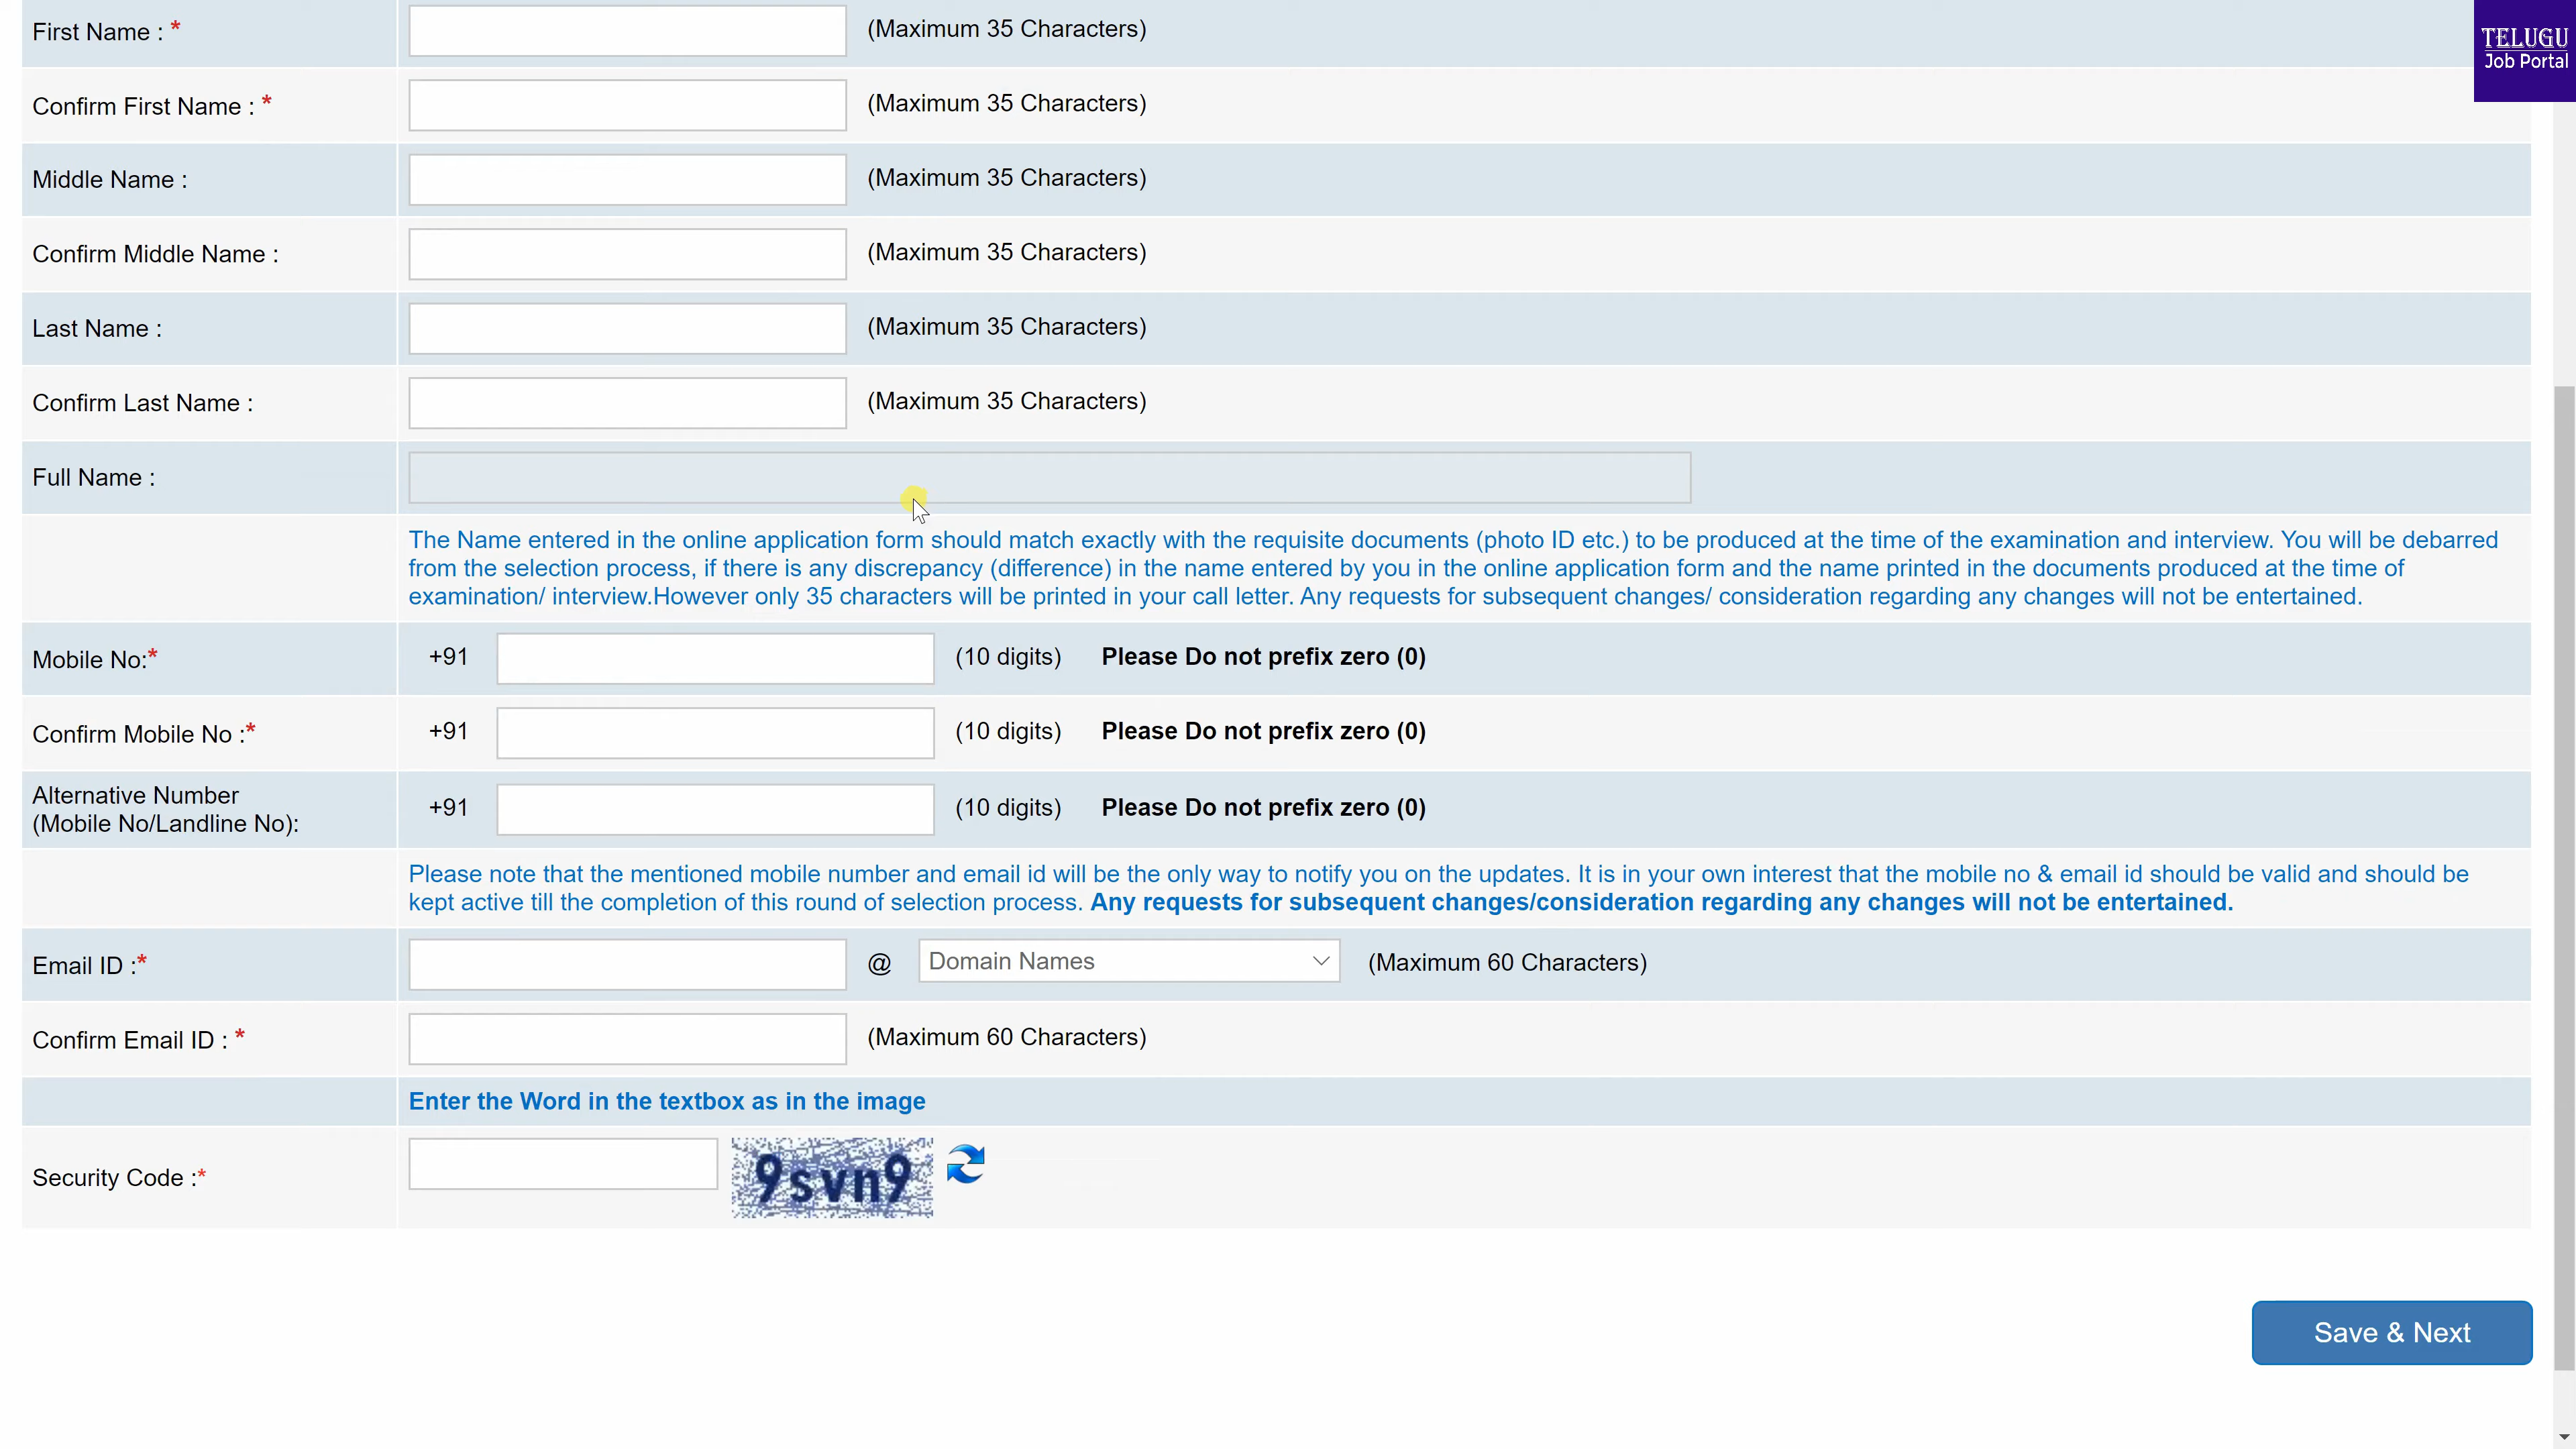 First Name : * (Maximum 35 Characters)
TELUGU
Job Portal
Confirm First Name : * (Maximum 35 Characters)
Middle Name : (Maximum 35 Characters)
Confirm Middle Name : (Maximum 35 Characters)
Last Name : (Maximum 35 Characters)
Confirm Last Name : (Maximum 35 Characters)
Full Name :
The Name entered in the online application form should match exactly with the requisite documents (photo ID etc.) to be produced at the time of the examination and interview. You will be debarred
from the selection process, if there is any discrepancy (difference) in the name entered by you in the online application form and the name printed in the documents produced at the time of
examination/ interview.However only 35 characters will be printed in your call letter. Any requests for subsequent changes/ consideration regarding any changes will not be entertained.
Mobile No:* +91 (10 digits) Please Do not prefix zero (0)
Confirm Mobile No :* +91 (10 digits) Please Do not prefix zero (0)
Alternative Number
(Mobile No/Landline No): +91 (10 digits) Please Do not prefix zero (0)
Please note that the mentioned mobile number and email id will be the only way to notify you on the updates. It is in your own interest that the mobile no & email id should be valid and should be
kept active till the completion of this round of selection process. Any requests for subsequent changes/consideration regarding any changes will not be entertained.
Email ID :* @ Domain Names (Maximum 60 Characters)
Confirm Email ID : * (Maximum 60 Characters)
Enter the Word in the textbox as in the image
Security Code :* 9svn9
Save & Next